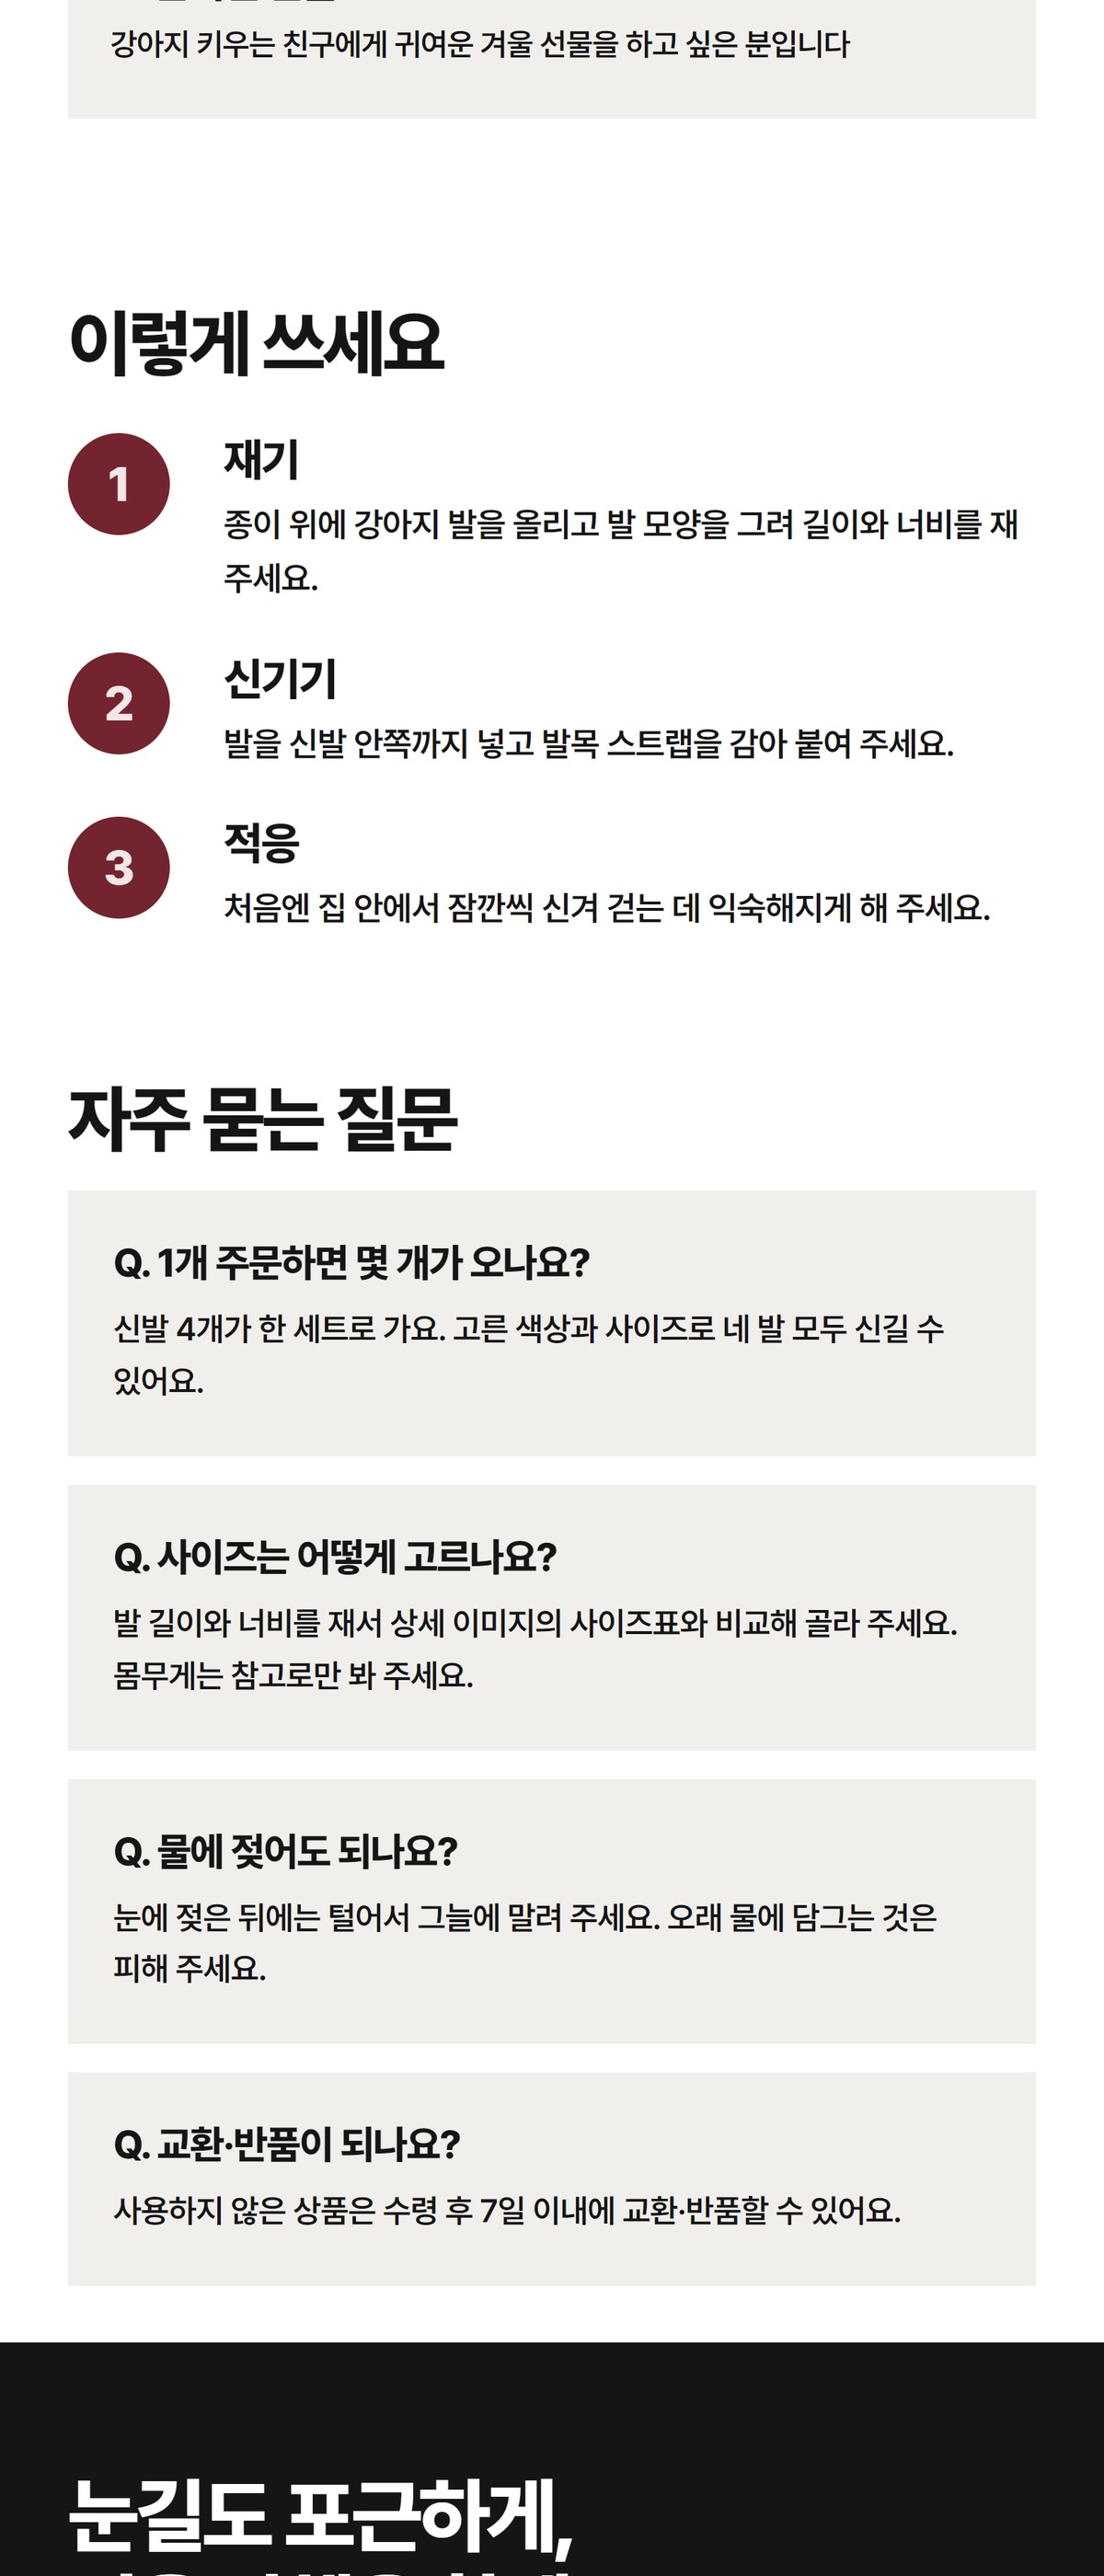 강아지 키우는 친구에게 귀여운 겨울 선물을 하고 싶은 분입니다
이렇게 쓰세요
1
재기
종이 위에 강아지 발을 올리고 발 모양을 그려 길이와 너비를 재
주세요.
2
신기기
발을 신발 안쪽까지 넣고 발목 스트랩을 감아 붙여 주세요.
3
적응
처음엔 집 안에서 잠깐씩 신겨 걷는 데 익숙해지게 해 주세요.
자주 묻는 질문
Q. 1개 주문하면 몇 개가 오나요?
신발 4개가 한 세트로 가요. 고른 색상과 사이즈로 네 발 모두 신길 수
있어요.
Q. 사이즈는 어떻게 고르나요?
발 길이와 너비를 재서 상세 이미지의 사이즈표와 비교해 골라 주세요.
몸무게는 참고로만 봐 주세요.
Q. 물에 젖어도 되나요?
눈에 젖은 뒤에는 털어서 그늘에 말려 주세요. 오래 물에 담그는 것은
피해 주세요.
Q. 교환·반품이 되나요?
사용하지 않은 상품은 수령 후 7일 이내에 교환·반품할 수 있어요.
눈길도 포근하게,